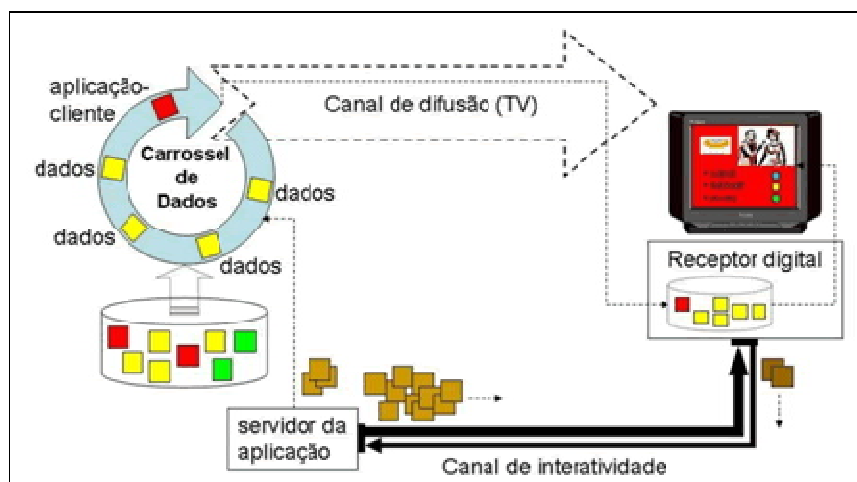 aplicação-
cliente
Canal de difusão (TV)
Carrossel
de
Dados
dados
dados
dados
dados
Receptor digital
servidor da
aplicação
Canal de interatividade